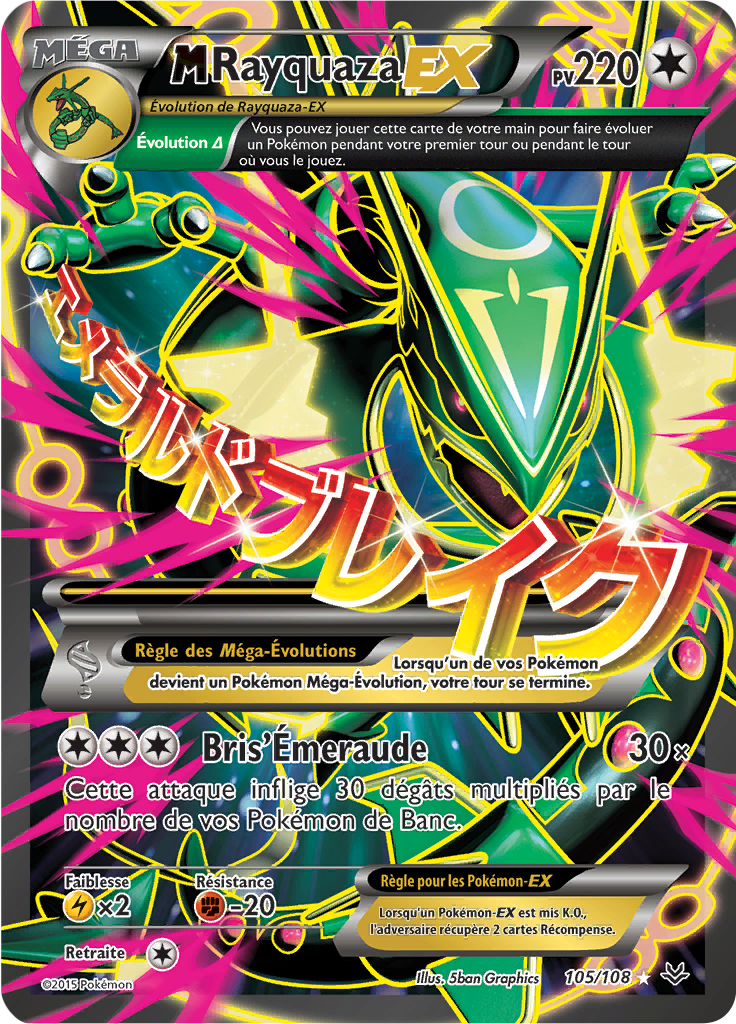 MÉGA
M Rayquaza EX
PV220
Évolution de Rayquaza-EX
Évolution Δ
Vous pouvez jouer cette carte de votre main pour faire évoluer
un Pokémon pendant votre premier tour ou pendant le tour
où vous le jouez.
エメラルドブレイク
Règle des Méga-Évolutions
Lorsqu'un de vos Pokémon
devient un Pokémon Méga-Évolution, votre tour se termine.
Bris'Émeraude 30×
Cette attaque inflige 30 dégâts multipliés par le
nombre de vos Pokémon de Banc.
Faiblesse
×2
Résistance
-20
Règle pour les Pokémon-EX
Lorsqu'un Pokémon-EX est mis K.O.,
l'adversaire récupère 2 cartes Récompense.
Retraite
©2015 Pokémon
Illus. 5ban Graphics
105/108 ★